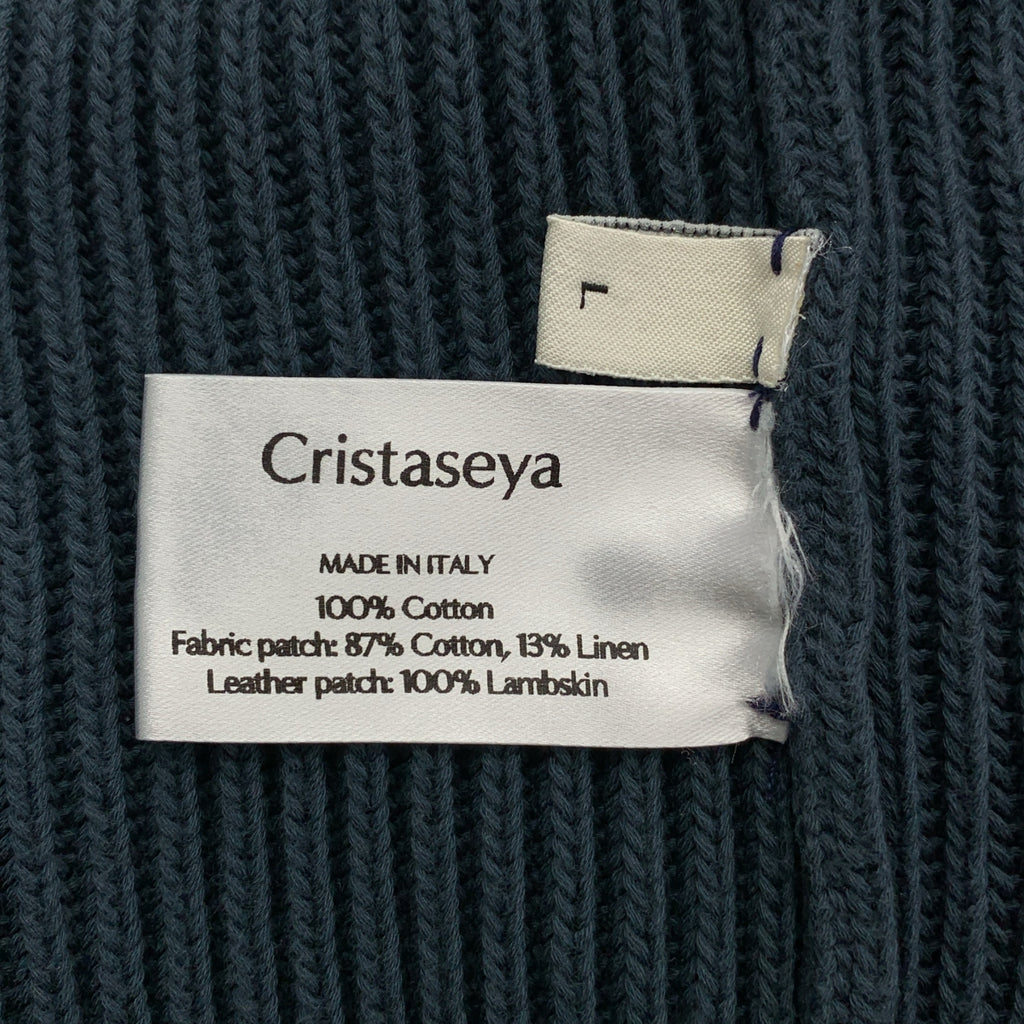 L
Cristaseya
MADE IN ITALY
100% Cotton
Fabric patch: 87% Cotton, 13% Linen
Leather patch: 100% Lambskin